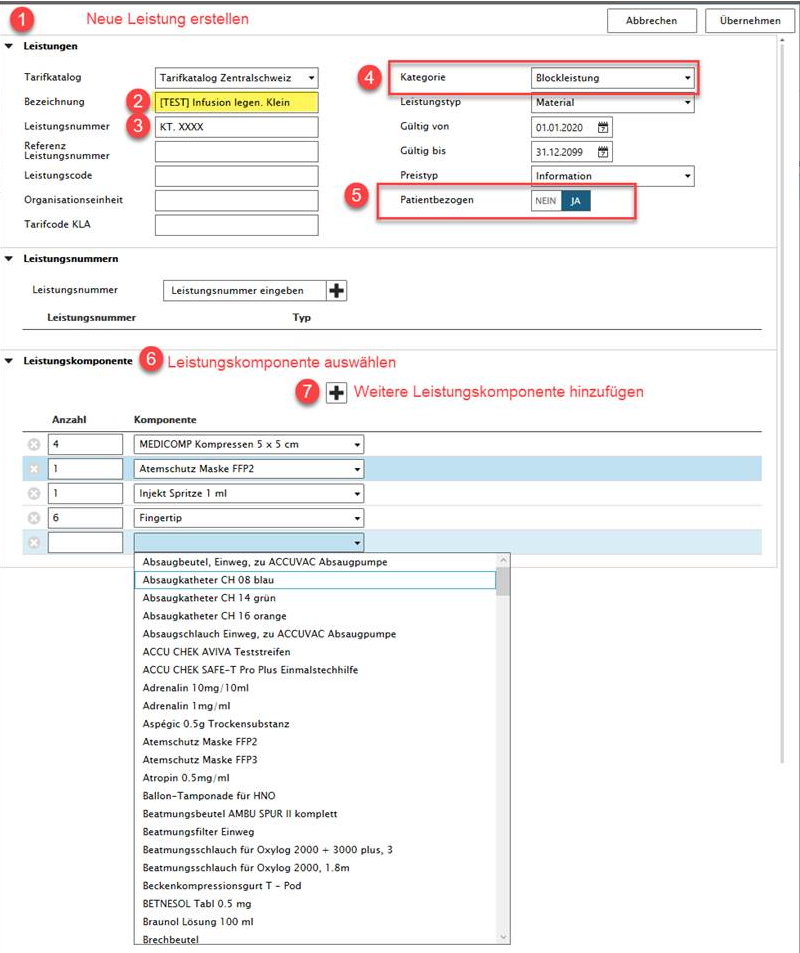 1 Neue Leistung erstellen Abbrechen Übernehmen
Leistungen
Tarifkatalog Tarifkatalog Zentralschweiz 4 Kategorie Blockleistung
Bezeichnung 2 [TEST] Infusion legen. Klein Leistungstyp Material
Leistungsnummer 3 KT. XXXX Gültig von 01.01.2020
Referenz
Leistungsnummer Gültig bis 31.12.2099
Leistungscode Preistyp Information
Organisationseinheit 5 Patientbezogen NEIN JA
Tarifcode KLA
Leistungsnummern
Leistungsnummer Leistungsnummer eingeben
Leistungsnummer Typ
Leistungskomponente 6 Leistungskomponente auswählen
7 Weitere Leistungskomponente hinzufügen
Anzahl Komponente
4 MEDICOMP Kompressen 5 x 5 cm
1 Atemschutz Maske FFP2
1 Injekt Spritze 1 ml
6 Fingertip
Absaugbeutel, Einweg, zu ACCUVAC Absaugpumpe
Absaugkatheter CH 08 blau
Absaugkatheter CH 14 grün
Absaugkatheter CH 16 orange
Absaugschlauch Einweg, zu ACCUVAC Absaugpumpe
ACCU CHEK AVIVA Teststreifen
ACCU CHEK SAFE-T Pro Plus Einmalstechhilfe
Adrenalin 10mg/10ml
Adrenalin 1mg/ml
Aspégic 0.5g Trockensubstanz
Atemschutz Maske FFP2
Atemschutz Maske FFP3
Atropin 0.5mg/ml
Ballon-Tamponade für HNO
Beatmungsbeutel AMBU SPUR II komplett
Beatmungsfilter Einweg
Beatmungsschlauch für Oxylog 2000 + 3000 plus, 3
Beatmungsschlauch für Oxylog 2000, 1.8m
Beckenkompressionsgurt T - Pod
BETNESOL Tabl 0.5 mg
Braunol Lösung 100 ml
Brechbeutel